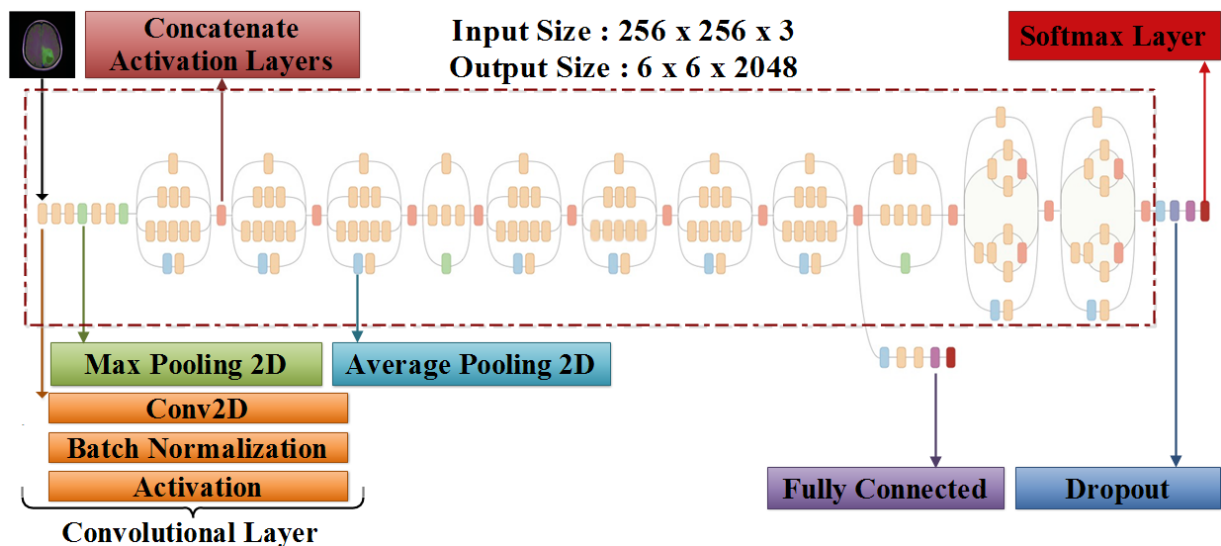 Concatenate
Activation Layers
Input Size : 256 x 256 x 3
Output Size : 6 x 6 x 2048
Softmax Layer
Max Pooling 2D
Average Pooling 2D
Conv2D
Batch Normalization
Activation
Convolutional Layer
Fully Connected
Dropout